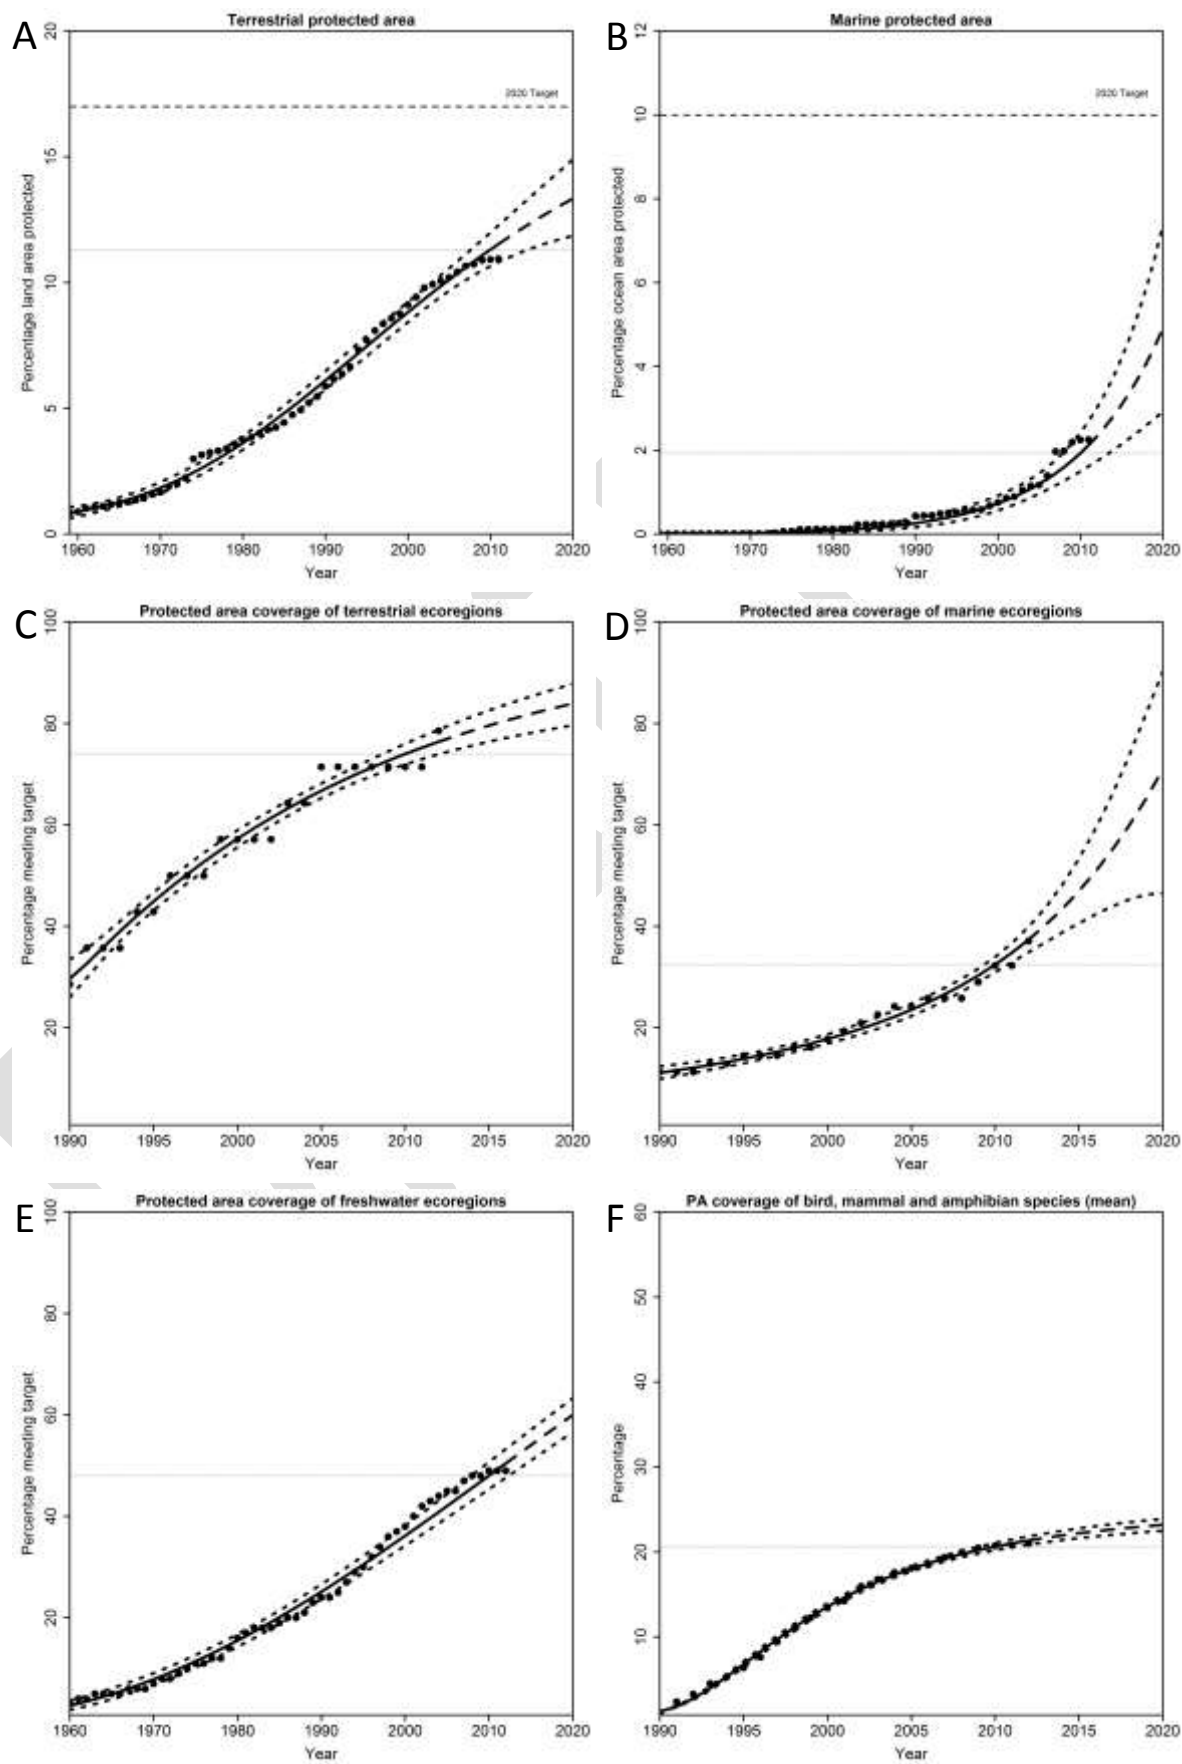 A
Terrestrial protected area
20
15
10
5
0
Percentage land area protected
2020 Target
1960 1970 1980 1990 2000 2010 2020
Year
B
Marine protected area
12
10
8
6
4
2
0
Percentage ocean area protected
2020 Target
1960 1970 1980 1990 2000 2010 2020
Year
C
Protected area coverage of terrestrial ecoregions
100
80
60
40
20
Percentage meeting target
1990 1995 2000 2005 2010 2015 2020
Year
D
Protected area coverage of marine ecoregions
100
80
60
40
20
Percentage meeting target
1990 1995 2000 2005 2010 2015 2020
Year
E
Protected area coverage of freshwater ecoregions
100
80
60
40
20
Percentage meeting target
1960 1970 1980 1990 2000 2010 2020
Year
F
PA coverage of bird, mammal and amphibian species (mean)
60
50
40
30
20
10
Percentage
1990 1995 2000 2005 2010 2015 2020
Year